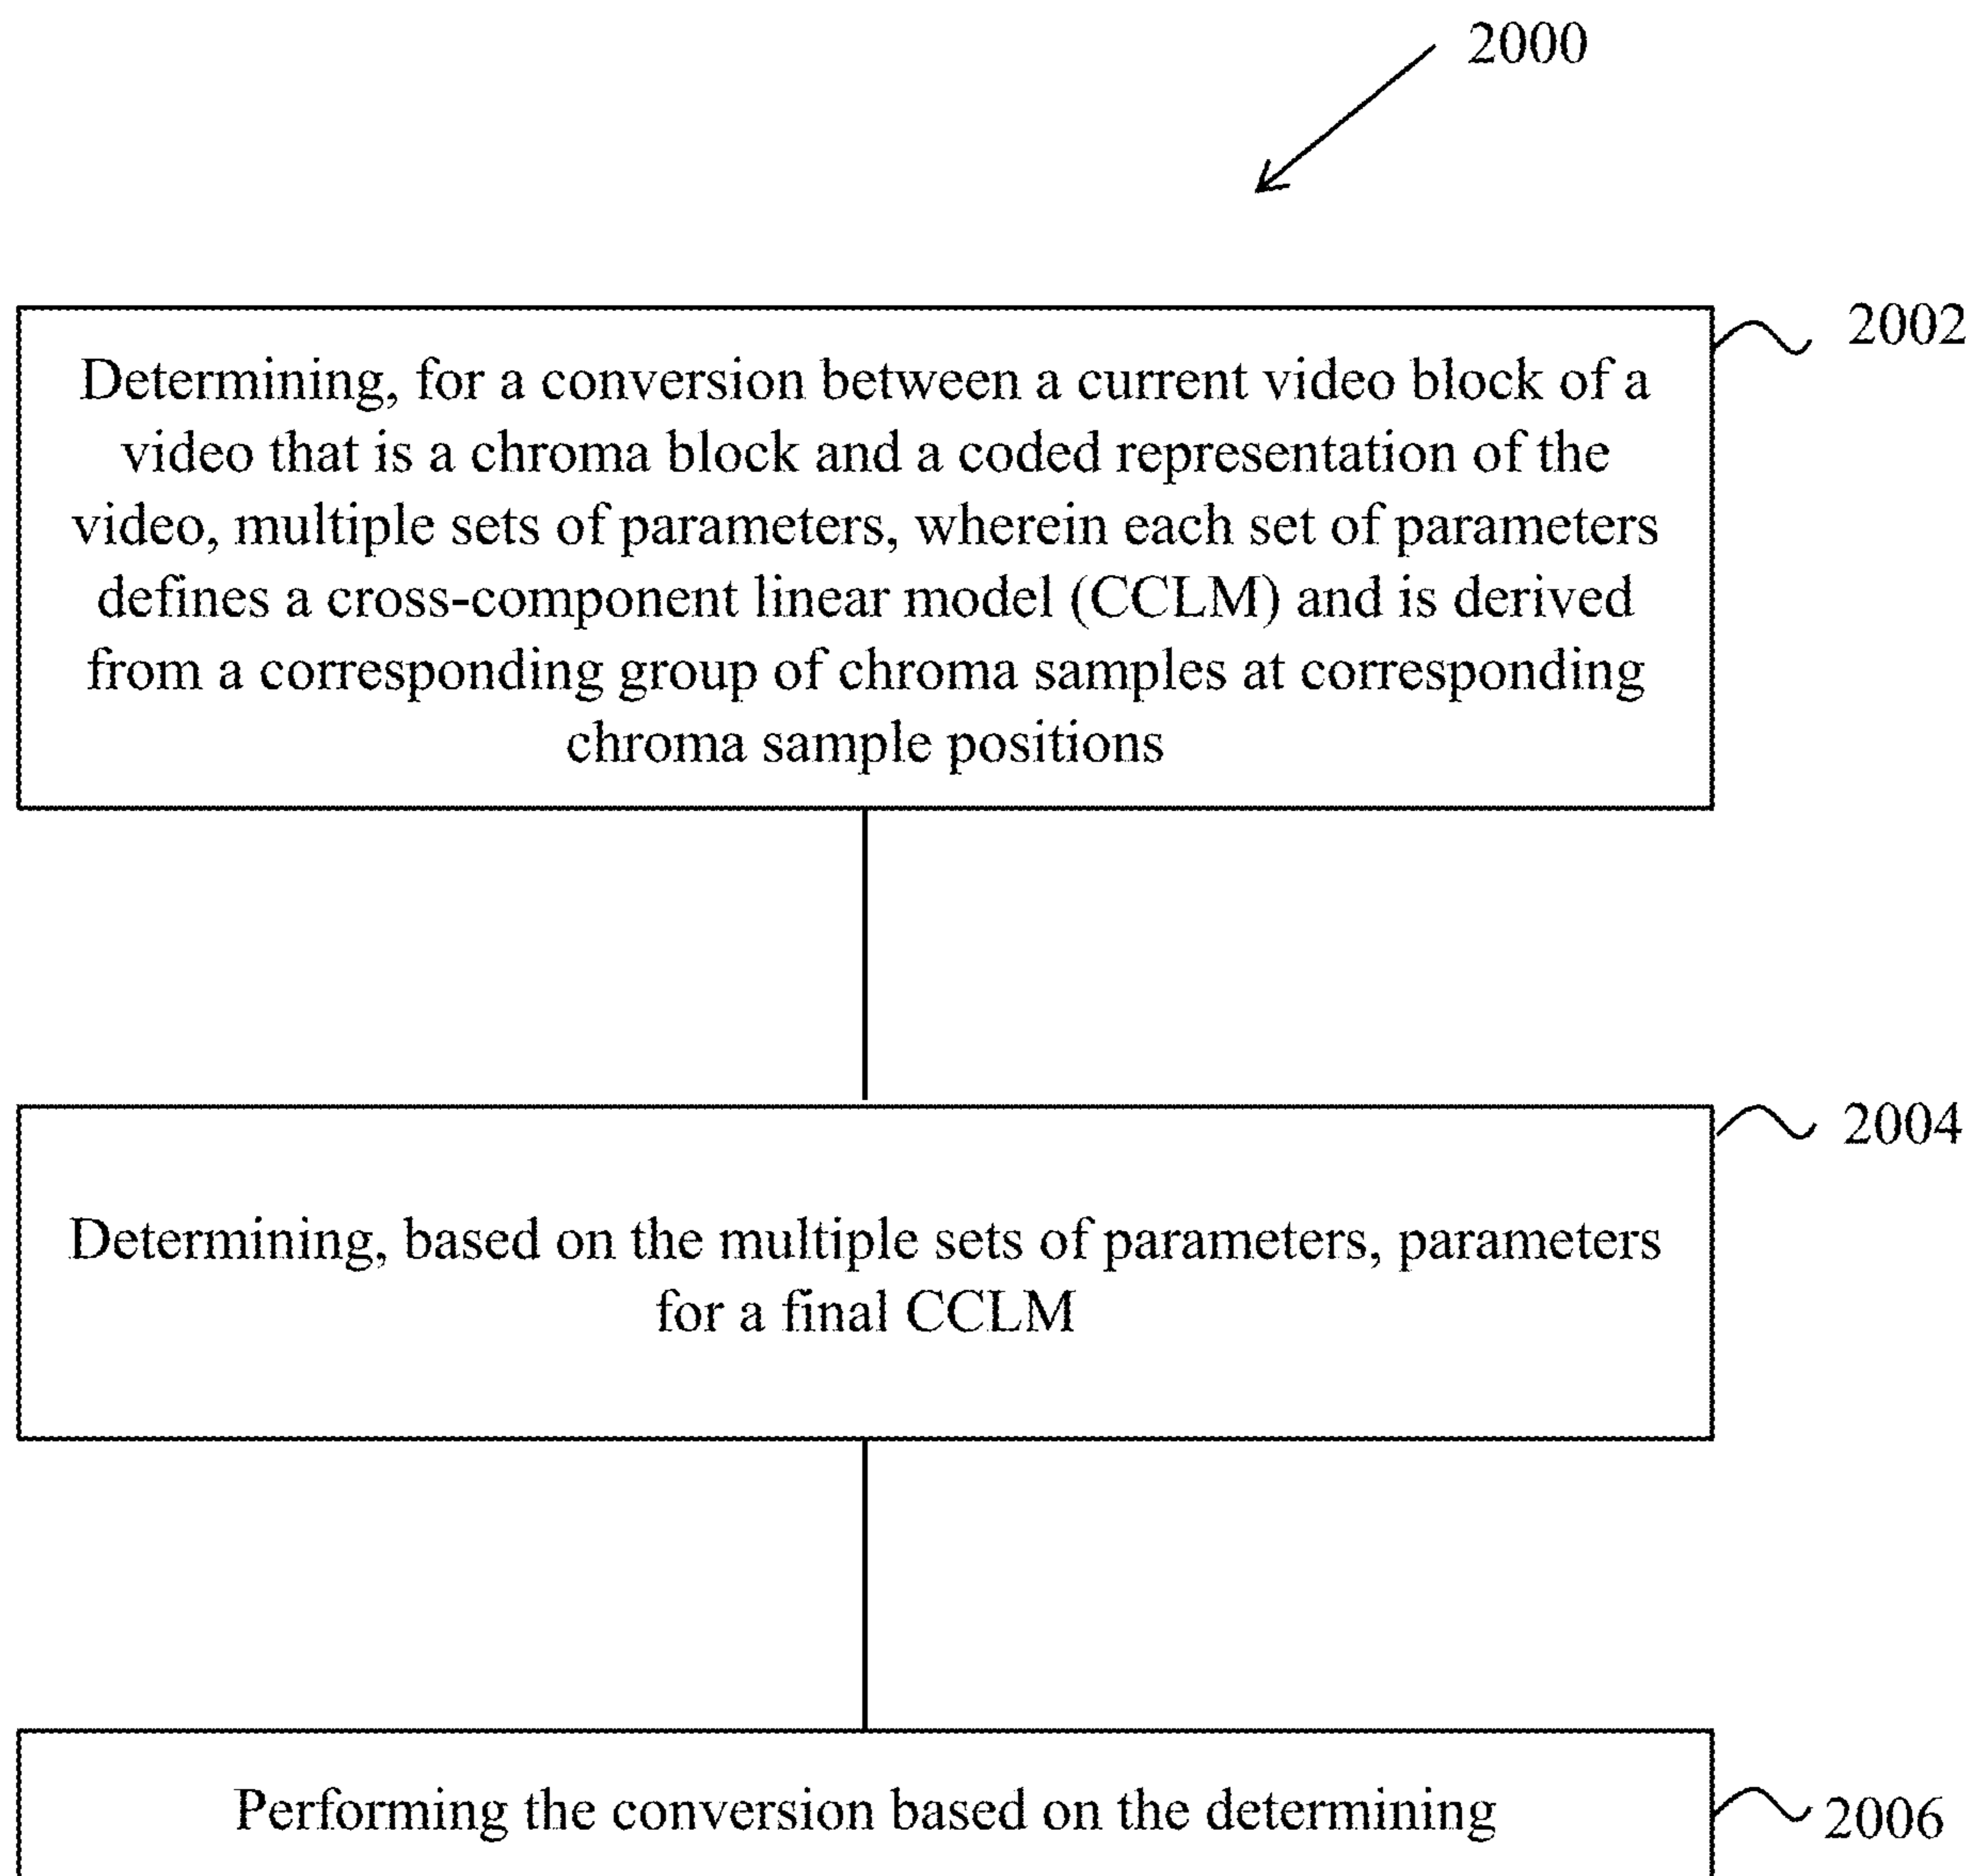 2000
2002
Determining, for a conversion between a current video block of a
video that is a chroma block and a coded representation of the
video, multiple sets of parameters, wherein each set of parameters
defines a cross-component linear model (CCLM) and is derived
from a corresponding group of chroma samples at corresponding
chroma sample positions
2004
Determining, based on the multiple sets of parameters, parameters
for a final CCLM
Performing the conversion based on the determining
2006